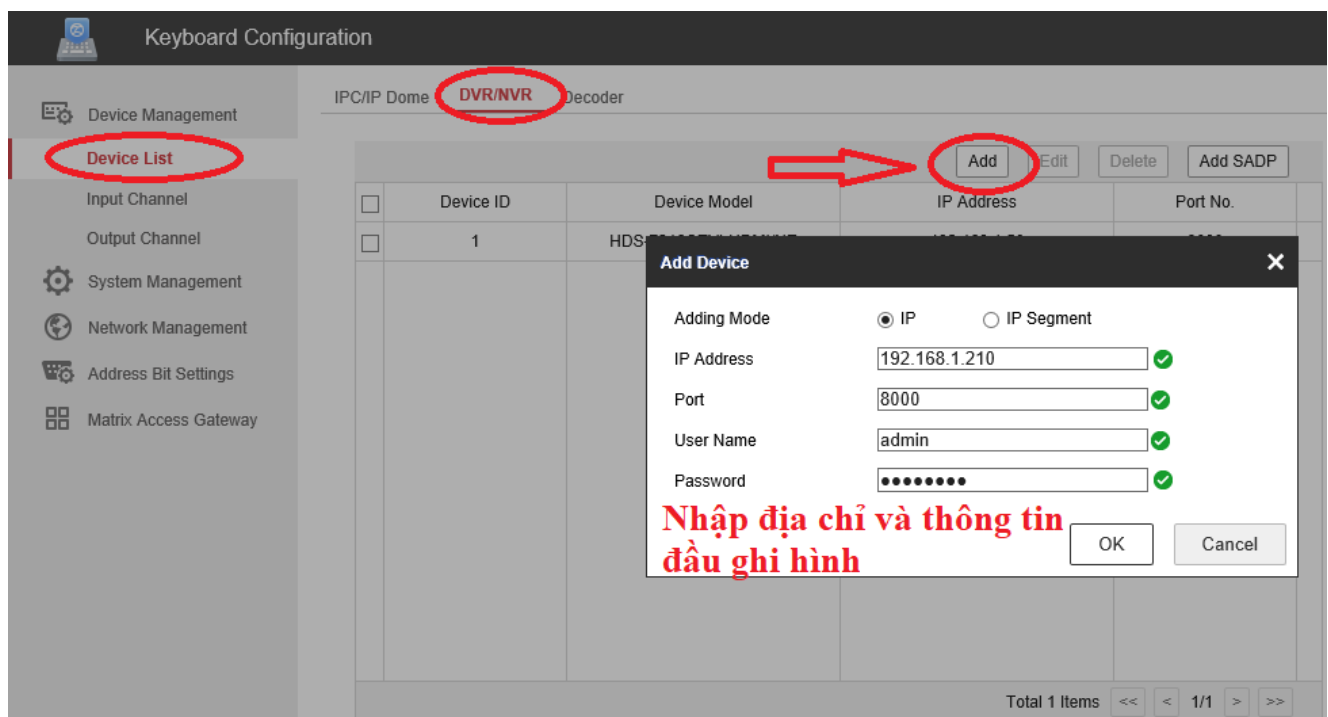 Keyboard Configuration
Device Management
Device List
Input Channel
Output Channel
System Management
Network Management
Address Bit Settings
Matrix Access Gateway
IPC/IP Dome DVR/NVR Decoder
Add Edit Delete Add SADP
Device ID Device Model IP Address Port No.
1
Add Device
Adding Mode IP IP Segment
IP Address 192.168.1.210
Port 8000
User Name admin
Password ●●●●●●●●
Nhập địa chỉ và thông tin
đầu ghi hình
OK Cancel
Total 1 Items << < 1/1 > >>